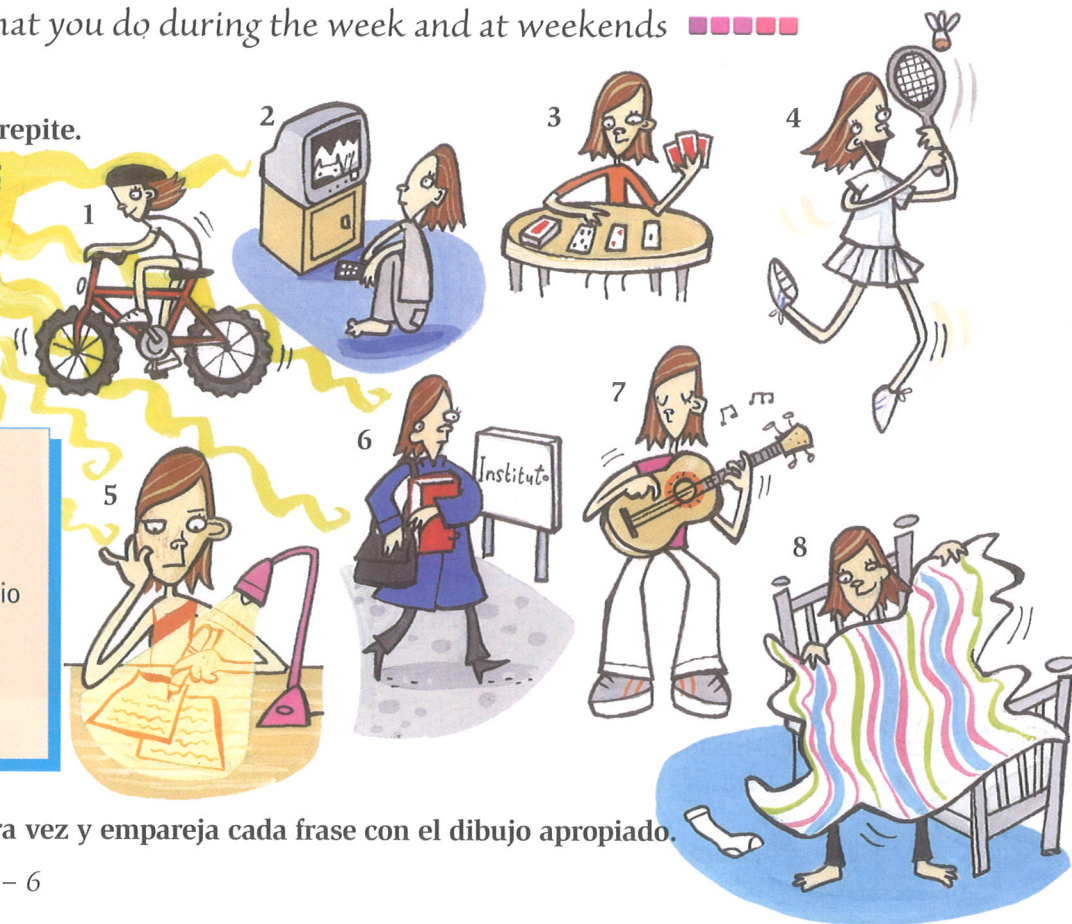 hat you do during the week and at weekends
repite.
1
2
3
4
5
6
Instituto
7
8
io
ra vez y empareja cada frase con el dibujo apropiado.
– 6